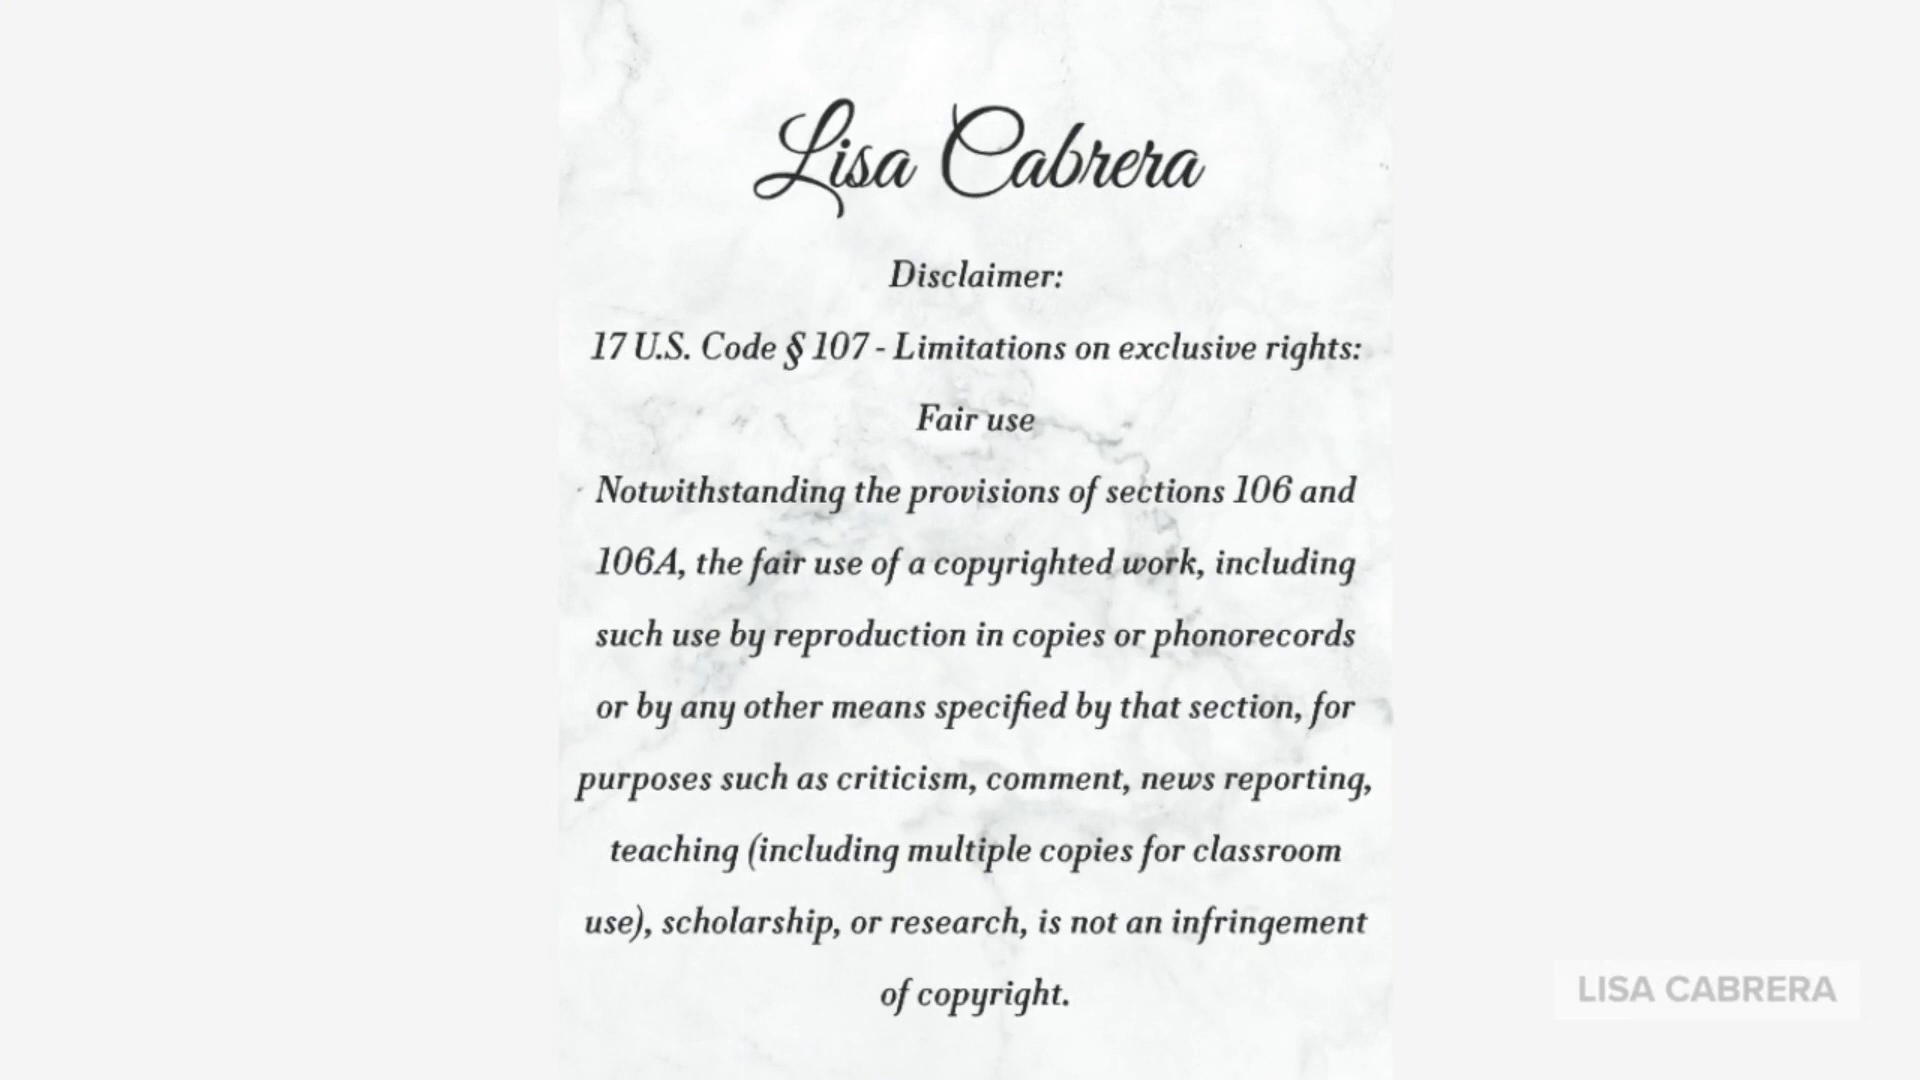 Lisa Cabrera
Disclaimer:
17 U.S. Code § 107 - Limitations on exclusive rights:
Fair use
Notwithstanding the provisions of sections 106 and
106A, the fair use of a copyrighted work, including
such use by reproduction in copies or phonorecords
or by any other means specified by that section, for
purposes such as criticism, comment, news reporting,
teaching (including multiple copies for classroom
use), scholarship, or research, is not an infringement
of copyright.
LISA CABRERA